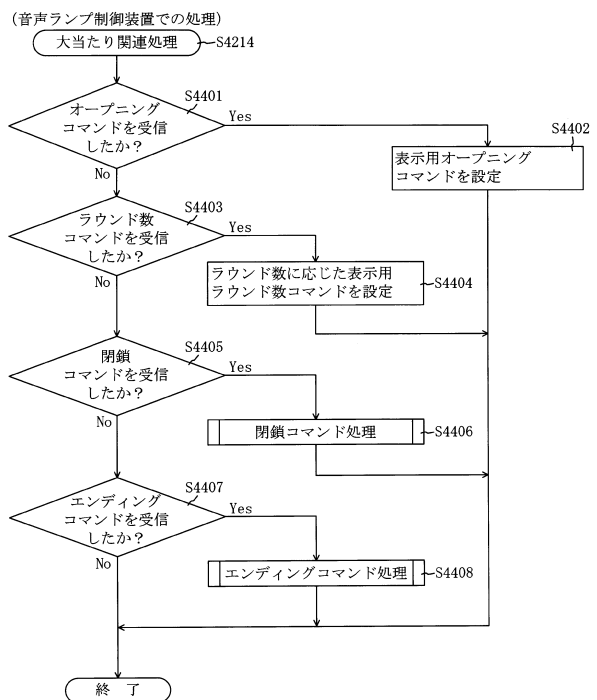 (音声ランプ制御装置での処理)
大当たり関連処理
S4214
S4401
オープニング
コマンドを受信
したか?
Yes
No
S4402
表示用オープニング
コマンドを設定
S4403
ラウンド数
コマンドを受信
したか?
Yes
No
ラウンド数に応じた表示用
ラウンド数コマンドを設定
S4404
S4405
閉鎖
コマンドを受信
したか?
Yes
No
閉鎖コマンド処理
S4406
S4407
エンディング
コマンドを受信
したか?
Yes
No
エンディングコマンド処理
S4408
終 了